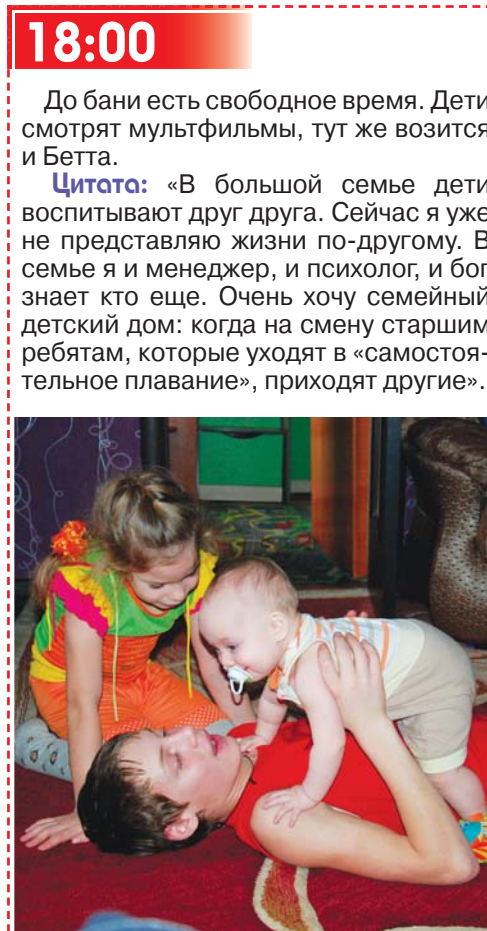 18:00
До бани есть свободное время. Дети
смотрят мультфильмы, тут же возится
и Бетта.
Цитата: «В большой семье дети
воспитывают друг друга. Сейчас я уже
не представляю жизни по-другому. В
семье я и менеджер, и психолог, и бог
знает кто еще. Очень хочу семейный
детский дом: когда на смену старшим
ребятам, которые уходят в «самостоя-
тельное плавание», приходят другие».